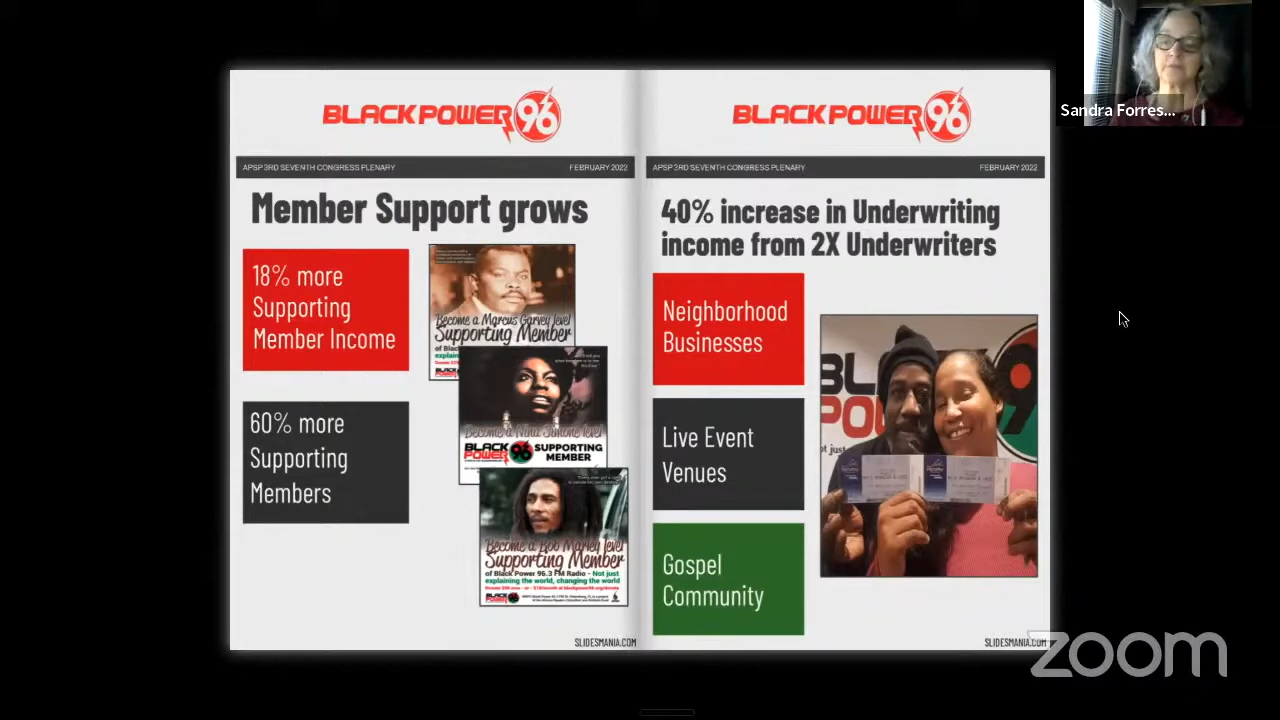 BLACK POWER 96
APSP 3RD SEVENTH CONGRESS PLENARY
FEBRUARY 2022
Member Support grows
18% more
Supporting
Member Income
60% more
Supporting
Members
Become a Marcus Garvey level
Supporting Member
Become a Nina Simone level
BLACK POWER 96 SUPPORTING
MEMBER
Become a Bob Marley level
Supporting Member
of Black Power 96.3 FM Radio - Not just
explaining the world, changing the world
BLACK POWER 96
SLIDESMANIA.COM
BLACK POWER 96
APSP 3RD SEVENTH CONGRESS PLENARY
FEBRUARY 2022
40% increase in Underwriting
income from 2X Underwriters
Neighborhood
Businesses
Live Event
Venues
Gospel
Community
SLIDESMANIA.COM
Sandra Forres...
zoom